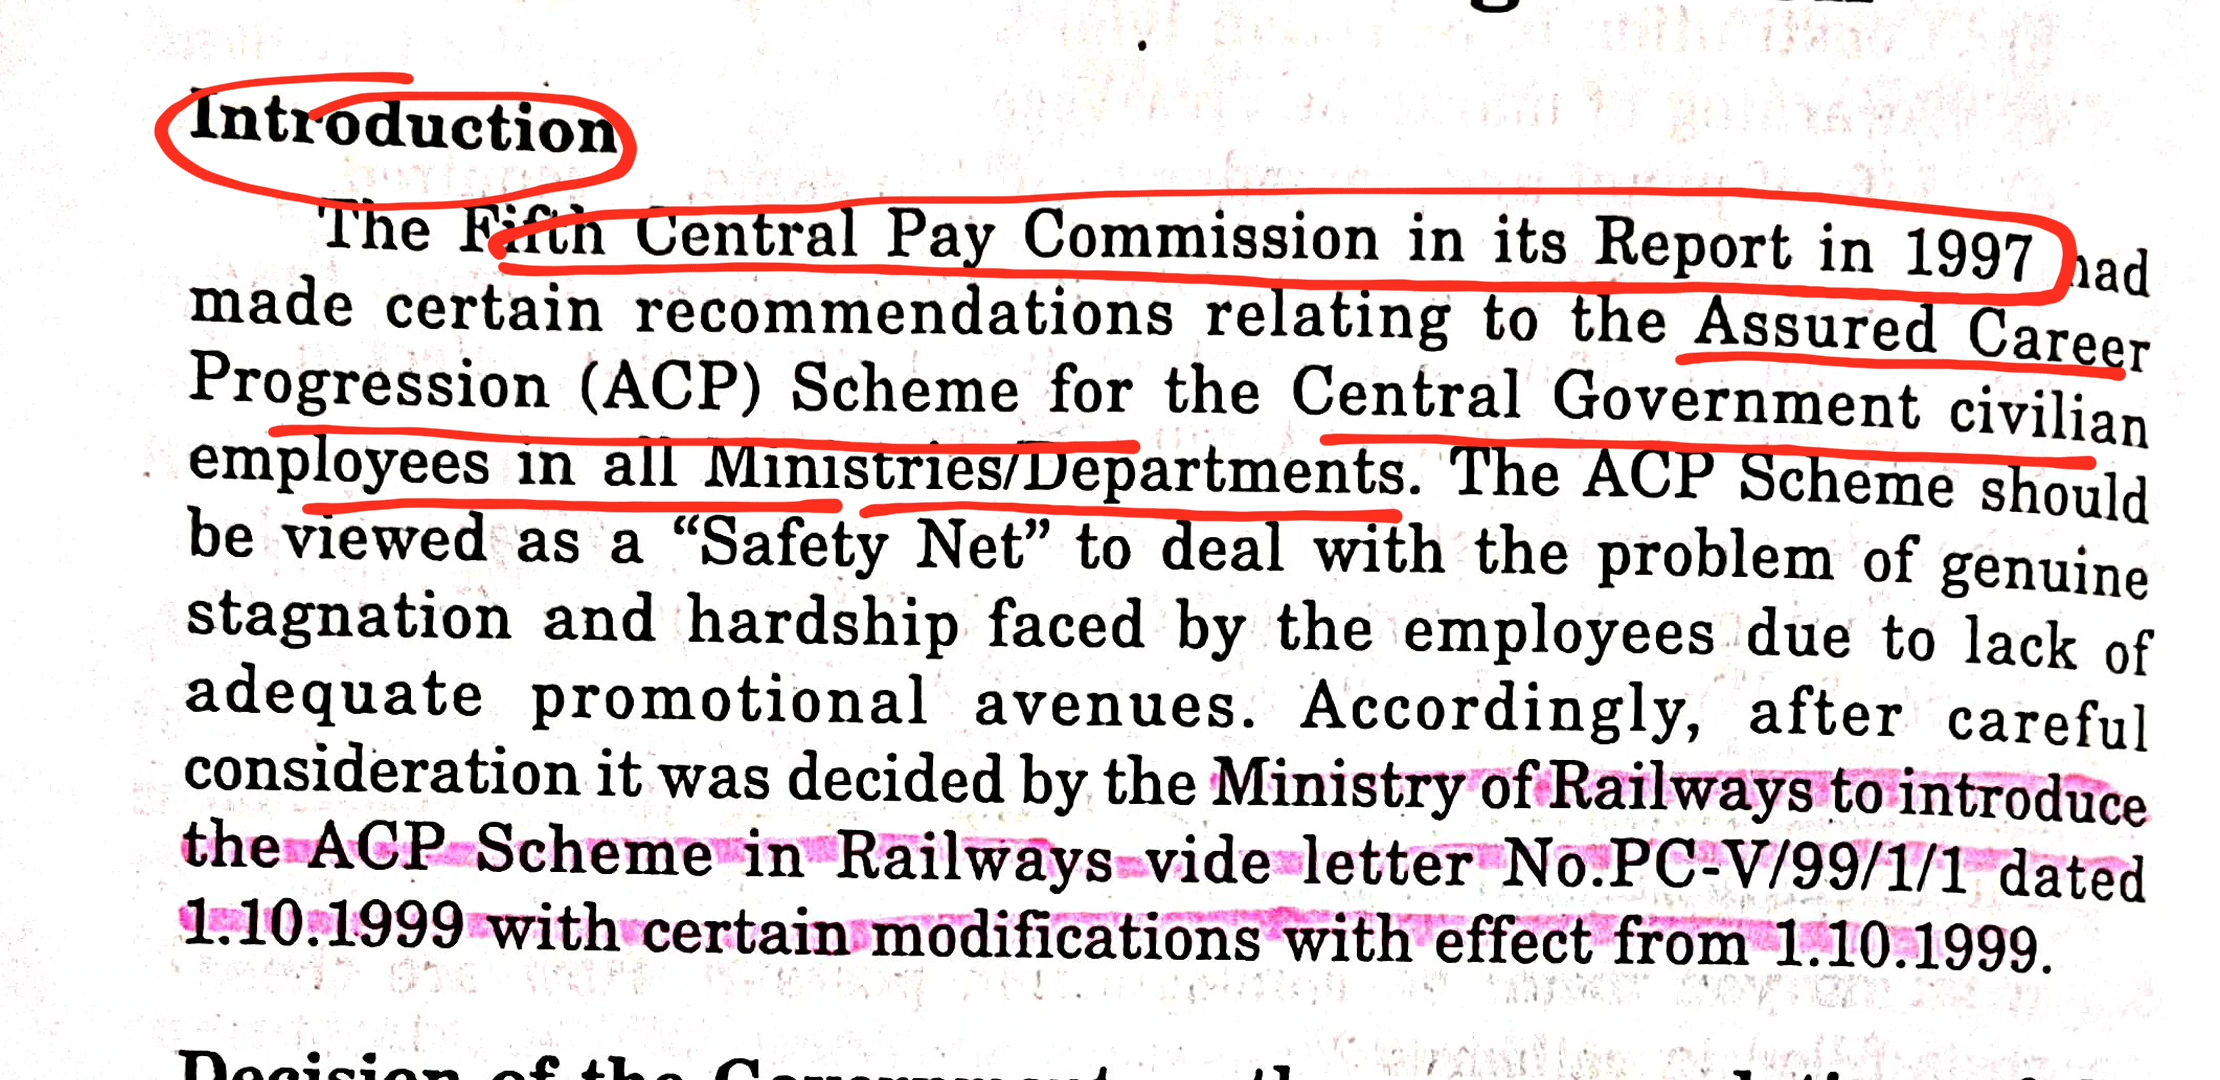 Introduction
The Fifth Central Pay Commission in its Report in 1997 had
made certain recommendations relating to the Assured Career
Progression (ACP) Scheme for the Central Government civilian
employees in all Ministries/Departments. The ACP Scheme should
be viewed as a “Safety Net” to deal with the problem of genuine
stagnation and hardship faced by the employees due to lack of
adequate promotional avenues. Accordingly, after careful
consideration it was decided by the Ministry of Railways to introduce
the ACP Scheme in Railways vide letter No.PC-V/99/1/1 dated
1.10.1999 with certain modifications with effect from 1.10.1999.
Decision of the Government